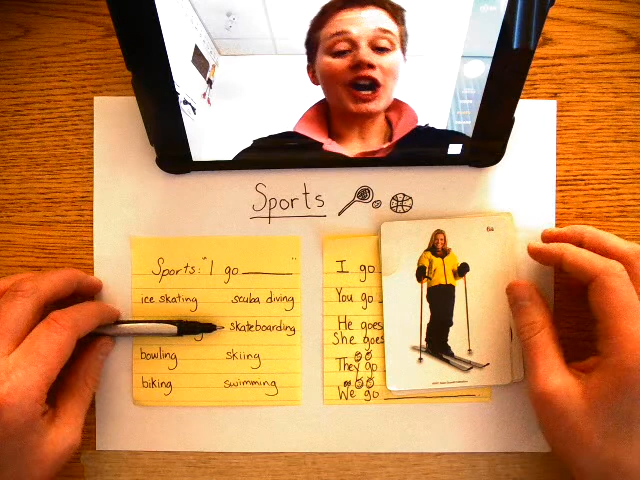 Sports
Sports: "I go ______"
ice skating scuba diving
skateboarding
bowling skiing
biking swimming
I go
You go
He goes
She goes
They go
We go
6a